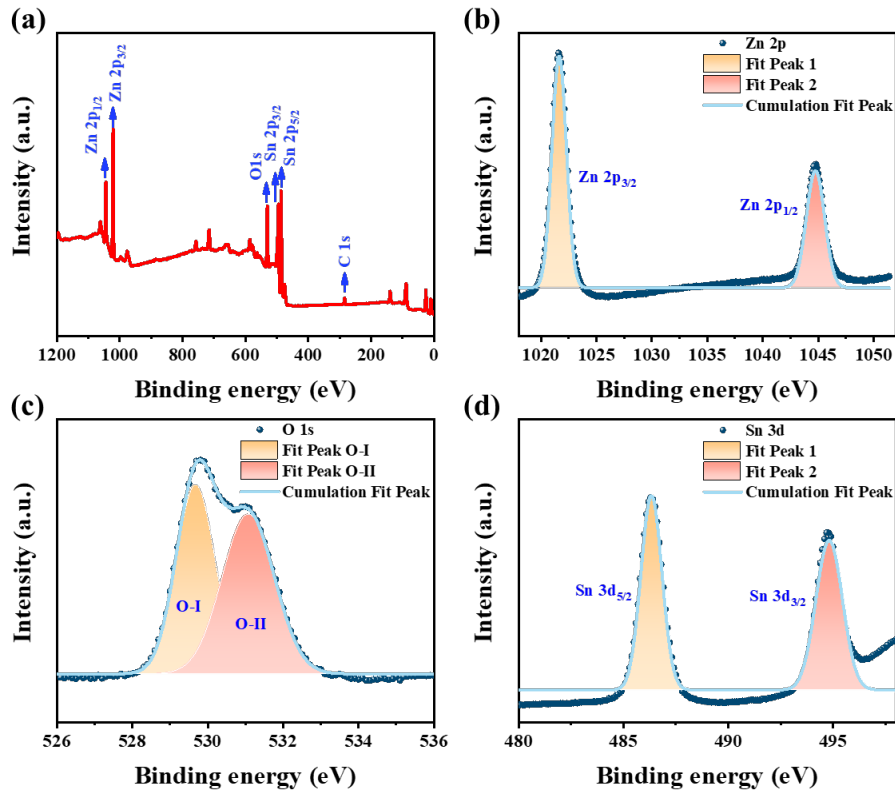 (a)
Intensity (a.u.)
Zn 2p1/2
Zn 2p3/2
O1s
Sn 2p3/2
Sn 2p5/2
C 1s
1200 1000 800 600 400 200 0
Binding energy (eV)
(b)
Intensity (a.u.)
Zn 2p
Fit Peak 1
Fit Peak 2
Cumulation Fit Peak
Zn 2p3/2
Zn 2p1/2
1020 1025 1030 1035 1040 1045 1050
Binding energy (eV)
(c)
Intensity (a.u.)
O 1s
Fit Peak O-I
Fit Peak O-II
Cumulation Fit Peak
O-I
O-II
526 528 530 532 534 536
Binding energy (eV)
(d)
Intensity (a.u.)
Sn 3d
Fit Peak 1
Fit Peak 2
Cumulation Fit Peak
Sn 3d5/2
Sn 3d3/2
480 485 490 495
Binding energy (eV)